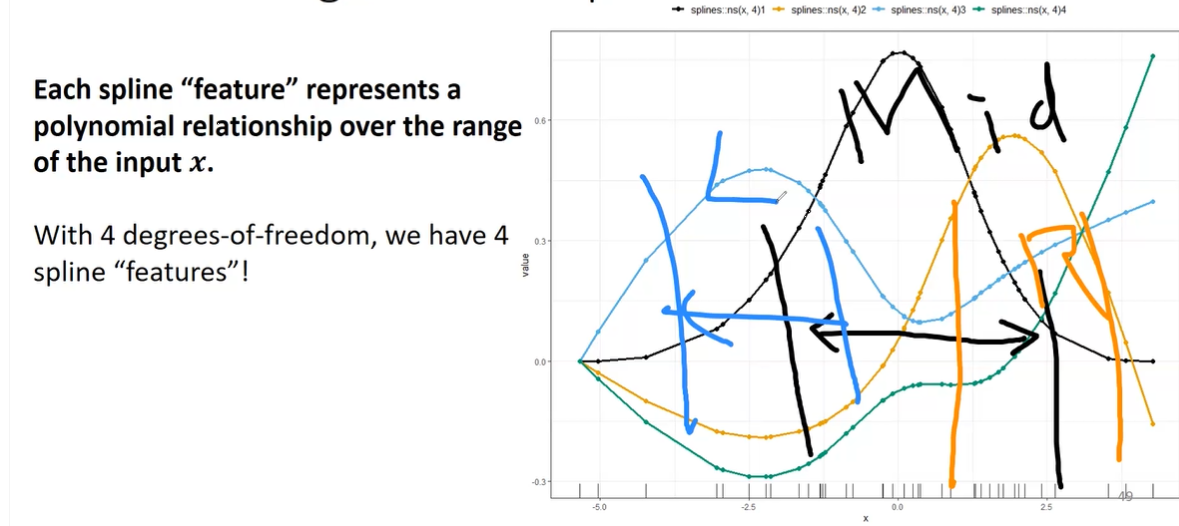 splines::ns(x, 4)1 splines::ns(x, 4)2 splines::ns(x, 4)3 splines::ns(x, 4)4
Each spline “feature” represents a
polynomial relationship over the range
of the input x.
With 4 degrees-of-freedom, we have 4
spline “features”!
Mid
L
R
value
0.6
0.3
0.0
-0.3
-5.0 -2.5 0.0 2.5
x
49